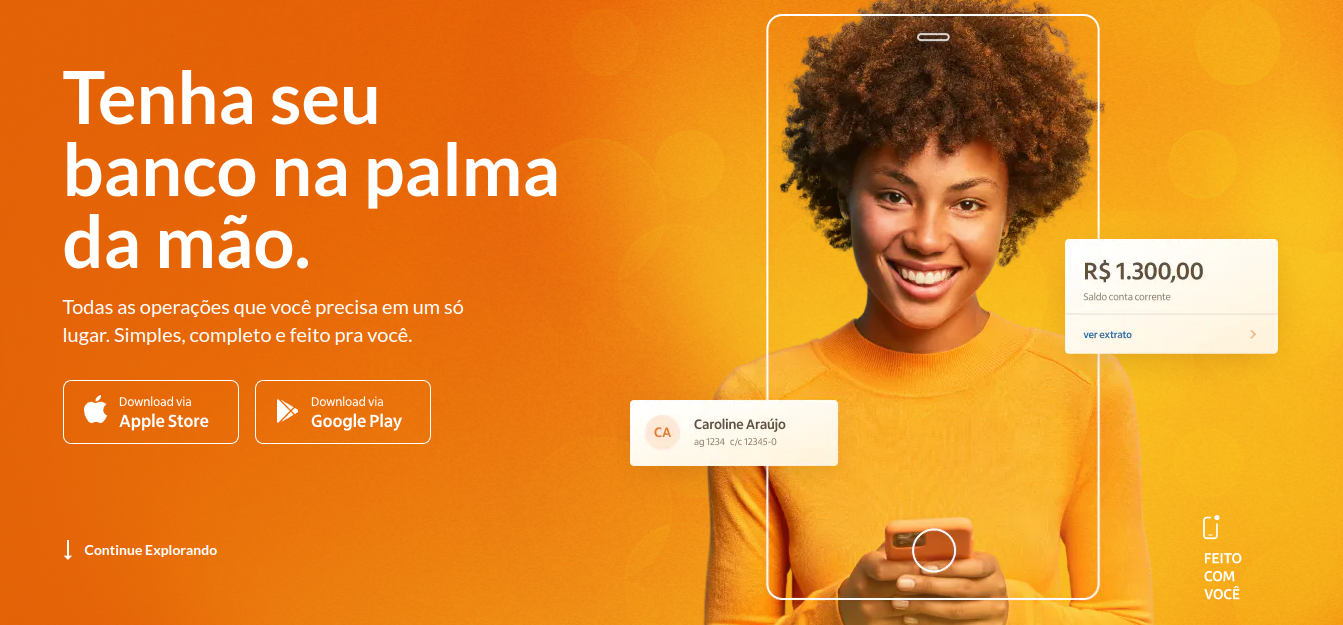 Tenha seu
banco na palma
da mão.
Todas as operações que você precisa em um só
lugar. Simples, completo e feito pra você.
Download via
Apple Store
Download via
Google Play
Continue Explorando
R$ 1.300,00
Saldo conta corrente
ver extrato
CA
Caroline Araújo
ag 1234 c/c 12345-0
FEITO
COM
VOCÊ